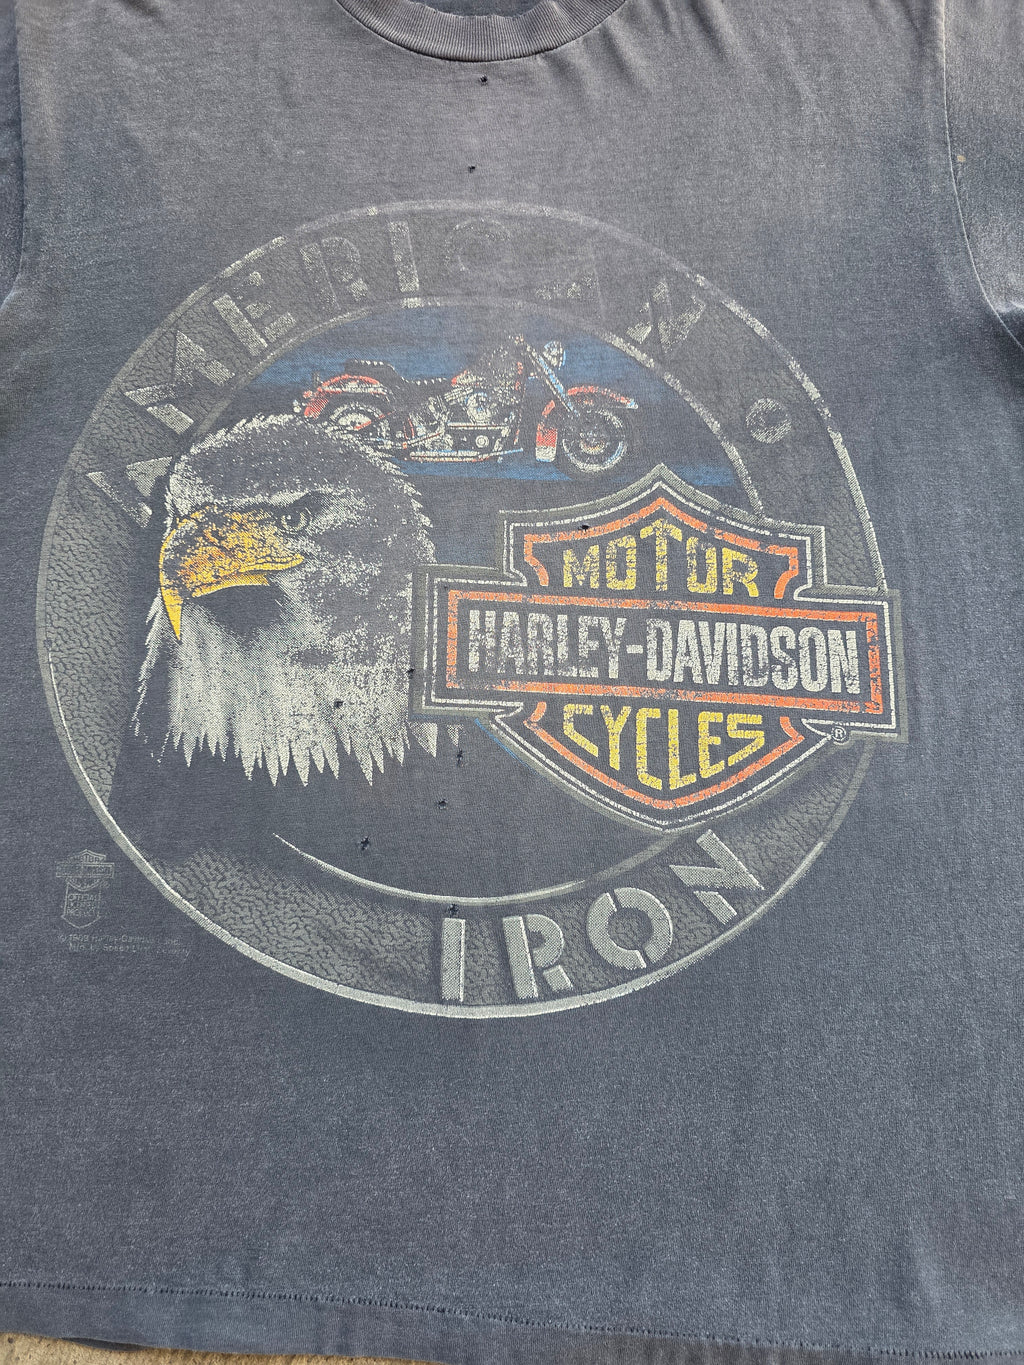 AMERICAN
MOTOR
HARLEY-DAVIDSON
CYCLES
®
IRON